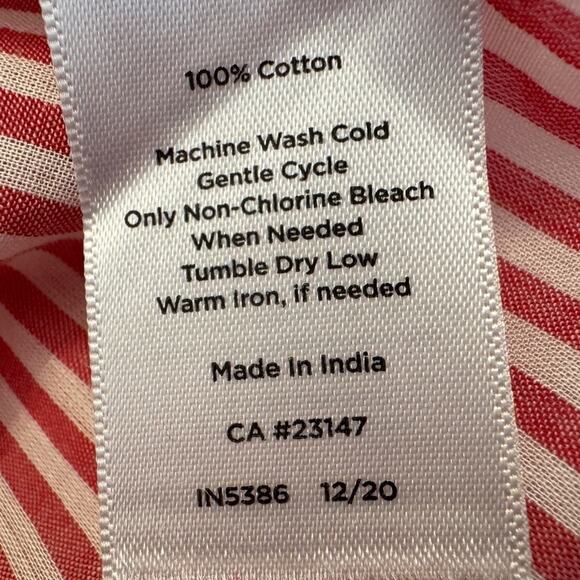 100% Cotton
Machine Wash Cold
Gentle Cycle
Only Non-Chlorine Bleach
When Needed
Tumble Dry Low
Warm Iron, if needed
Made In India
CA #23147
IN5386 12/20